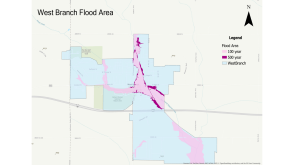 West Branch Flood Area
N
Legend
Flood Area
100 year
500 year
WestBranch